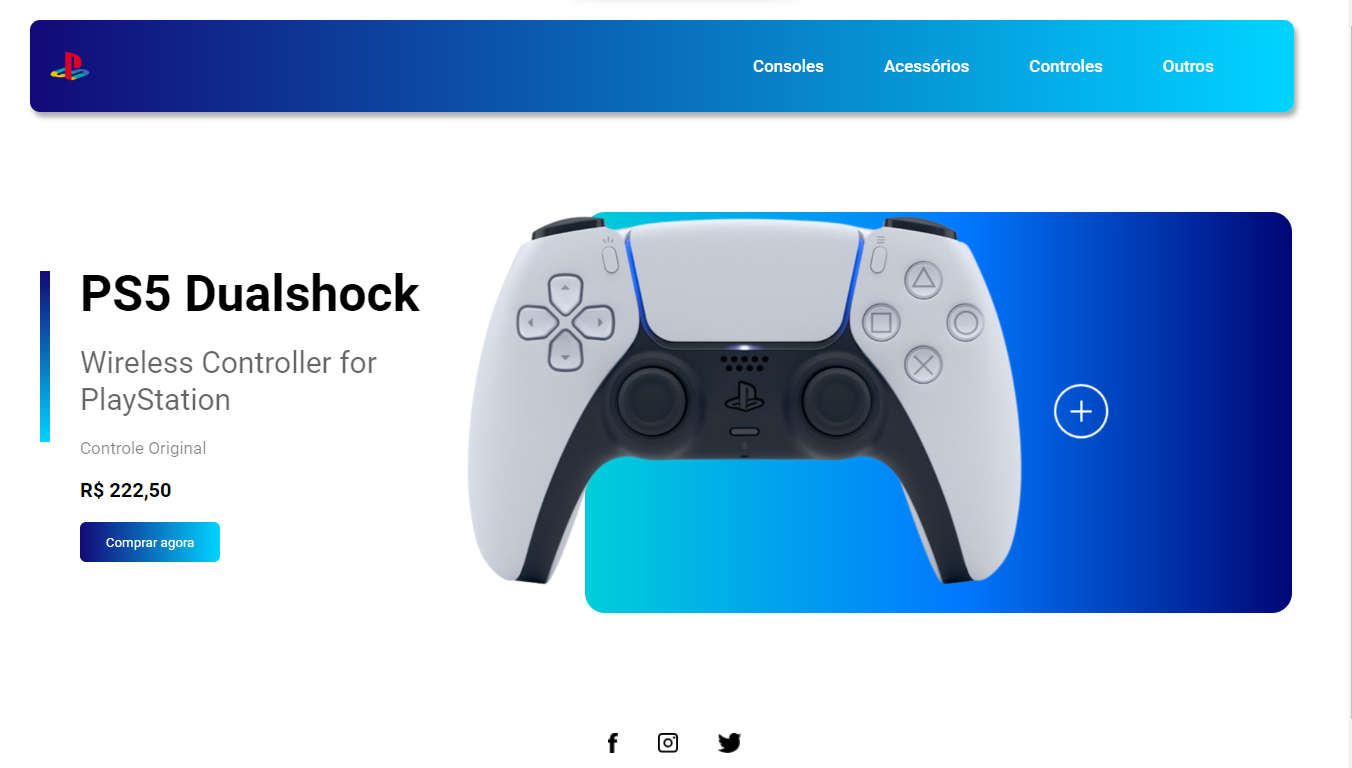 Consoles
Acessórios
Controles
Outros
PS5 Dualshock
Wireless Controller for
PlayStation
Controle Original
R$ 222,50
Comprar agora